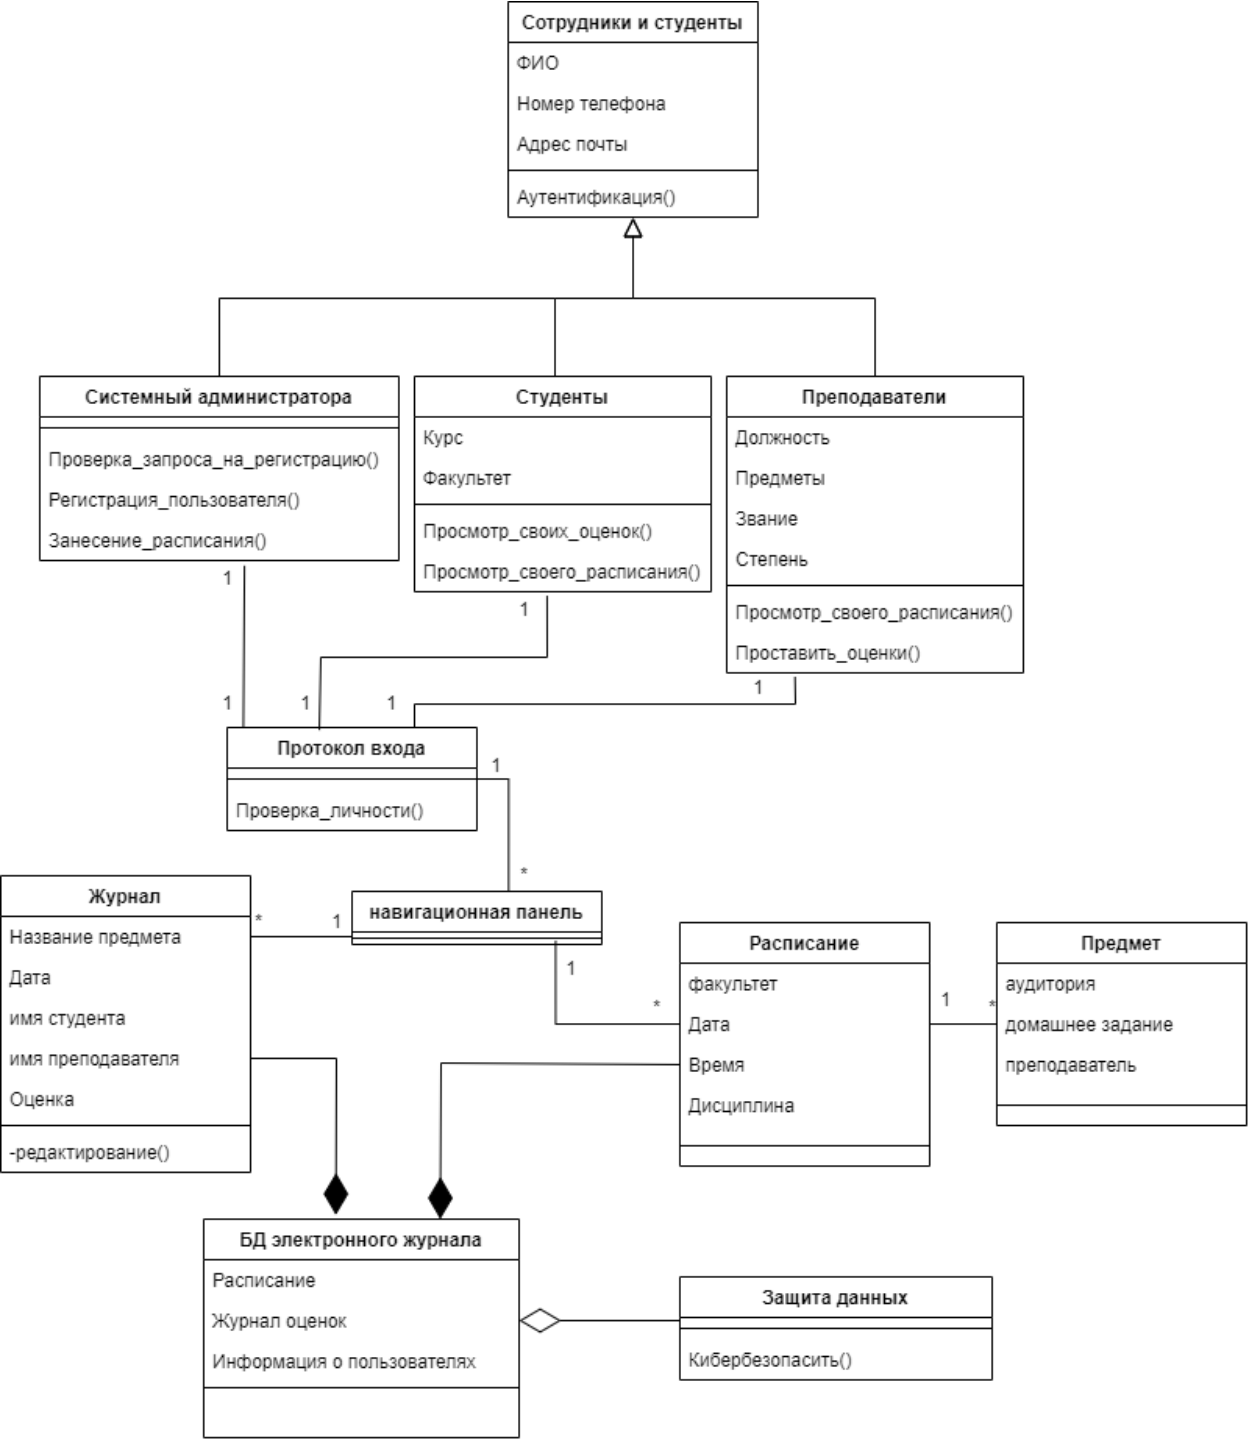 Сотрудники и студенты
ФИО
Номер телефона
Адрес почты
Аутентификация()
Системный администратора
Проверка_запроса_на_регистрацию()
Регистрация_пользователя()
Занесение_расписания()
Студенты
Курс
Факультет
Просмотр_своих_оценок()
Просмотр_своего_расписания()
Преподаватели
Должность
Предметы
Звание
Степень
Просмотр_своего_расписания()
Проставить_оценки()
1
1
1
1
1
1
Протокол входа
Проверка_личности()
1
*
Журнал
Название предмета
Дата
имя студента
имя преподавателя
Оценка
-редактирование()
*
1
навигационная панель
1
*
Расписание
факультет
Дата
Время
Дисциплина
1
*
Предмет
аудитория
домашнее задание
преподаватель
БД электронного журнала
Расписание
Журнал оценок
Информация о пользователях
Защита данных
Кибербезопасить()